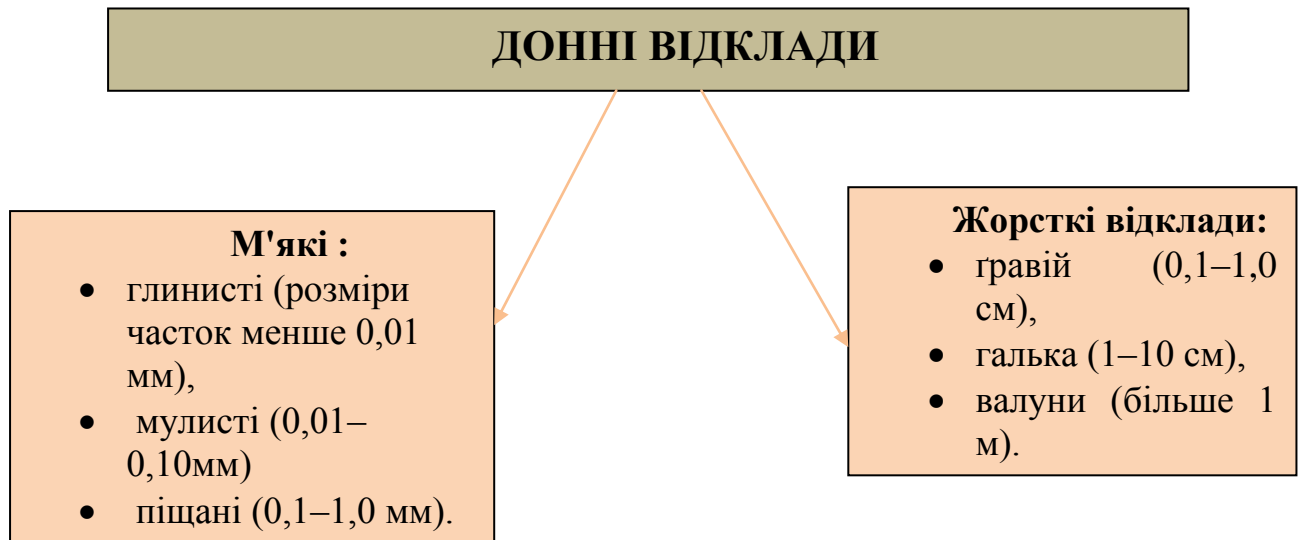 ДОННІ ВІДКЛАДИ
М'які :
• глинисті (розміри
часток менше 0,01
мм),
• мулисті (0,01–
0,10мм)
• піщані (0,1–1,0 мм).
Жорсткі відклади:
• ґравій (0,1–1,0
см),
• галька (1–10 см),
• валуни (більше 1
м).